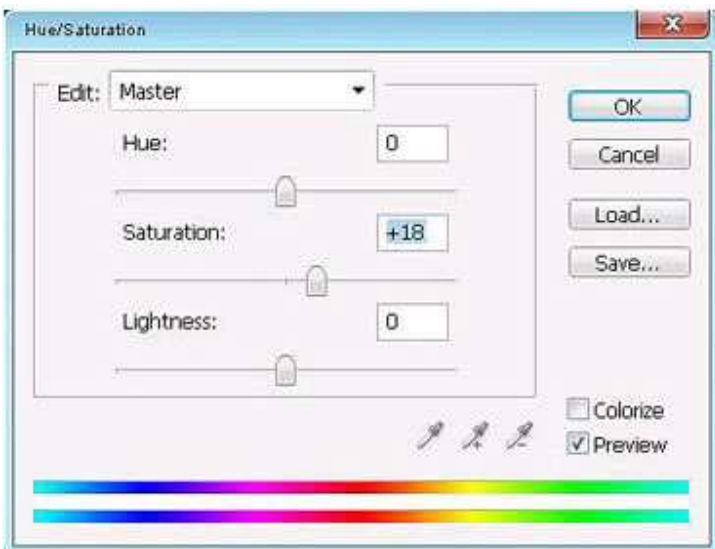 Hue/Saturation
Edit: Master
Hue: 0
Saturation: +18
Lightness: 0
OK
Cancel
Load...
Save...
Colorize
Preview